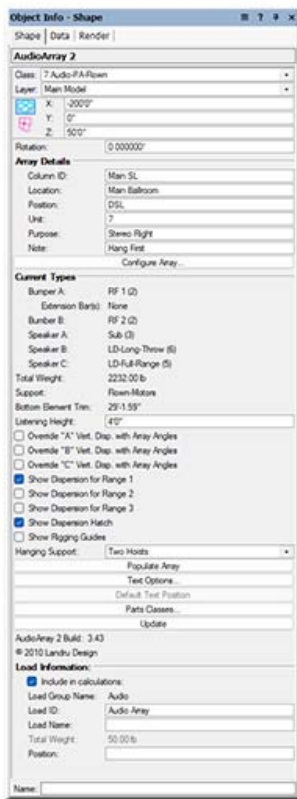 Object Info - Shape
Shape Data Render
AudioArray 2
Class: 7 Audio-PA-Flown
Layer: Main Model
X: -200'0"
Y: 0"
Z: 50'0"
Rotation: 0.000000°
Array Details
Column ID: Main SL
Location: Main Ballroom
Position: DSL
Unit: 7
Purpose: Stereo Right
Note: Hang First
Configure Array...
Current Types
Bumper A: RF 1 (2)
Extension Bar(s): None
Bumber B: RF 2 (2)
Speaker A: Sub (3)
Speaker B: LD-Long-Throw (6)
Speaker C: LD-Full-Range (5)
Total Weight: 2232.00 lb
Support: Flown-Motors
Bottom Element Trim: 29'-1.59"
Listening Height: 4'0"
Override "A" Vert. Disp. with Array Angles
Override "B" Vert. Disp. with Array Angles
Override "C" Vert. Disp. with Array Angles
Show Dispersion for Range 1
Show Dispersion for Range 2
Show Dispersion for Range 3
Show Dispersion Hatch
Show Rigging Guides
Hanging Support: Two Hoists
Populate Array
Text Options...
Default Text Position
Parts Classes...
Update
AudioArray 2 Build: 3.43
© 2010 Landru Design
Load Information:
Include in calculations:
Load Group Name: Audio
Load ID: Audio Array
Load Name:
Total Weight: 50.00 lb
Position:
Name: